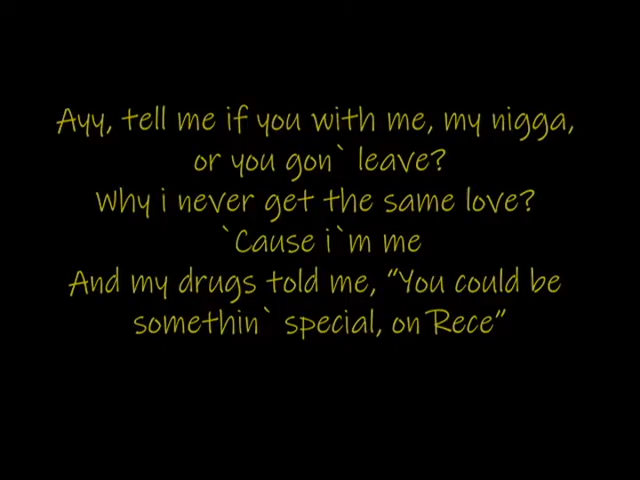 Ayy, tell me if you with me, my nigga,
or you gon` leave?
Why i never get the same love?
`Cause i`m me
And my drugs told me, “You could be
somethin` special, on Rece”